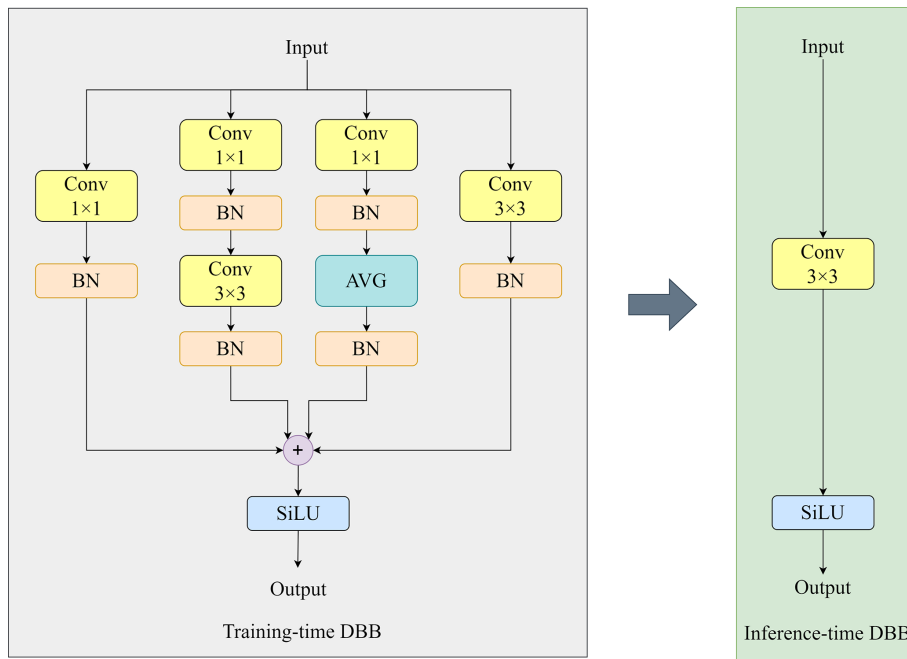 Input
Conv
1×1
BN
Conv
1×1
BN
Conv
3×3
BN
Conv
1×1
BN
AVG
BN
Conv
3×3
BN
+
SiLU
Output
Training-time DBB
Input
Conv
3×3
SiLU
Output
Inference-time DBB